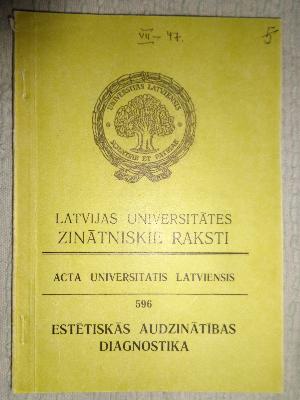 VII - 47.
5
UNIVERSITAS LATVIENSIS
SCIENTIAE ET PATRIAE
LATVIJAS UNIVERSITĀTES
ZINĀTNISKIE RAKSTI
ACTA UNIVERSITATIS LATVIENSIS
596
ESTĒTISKĀS AUDZINĀTĪBAS
DIAGNOSTIKA